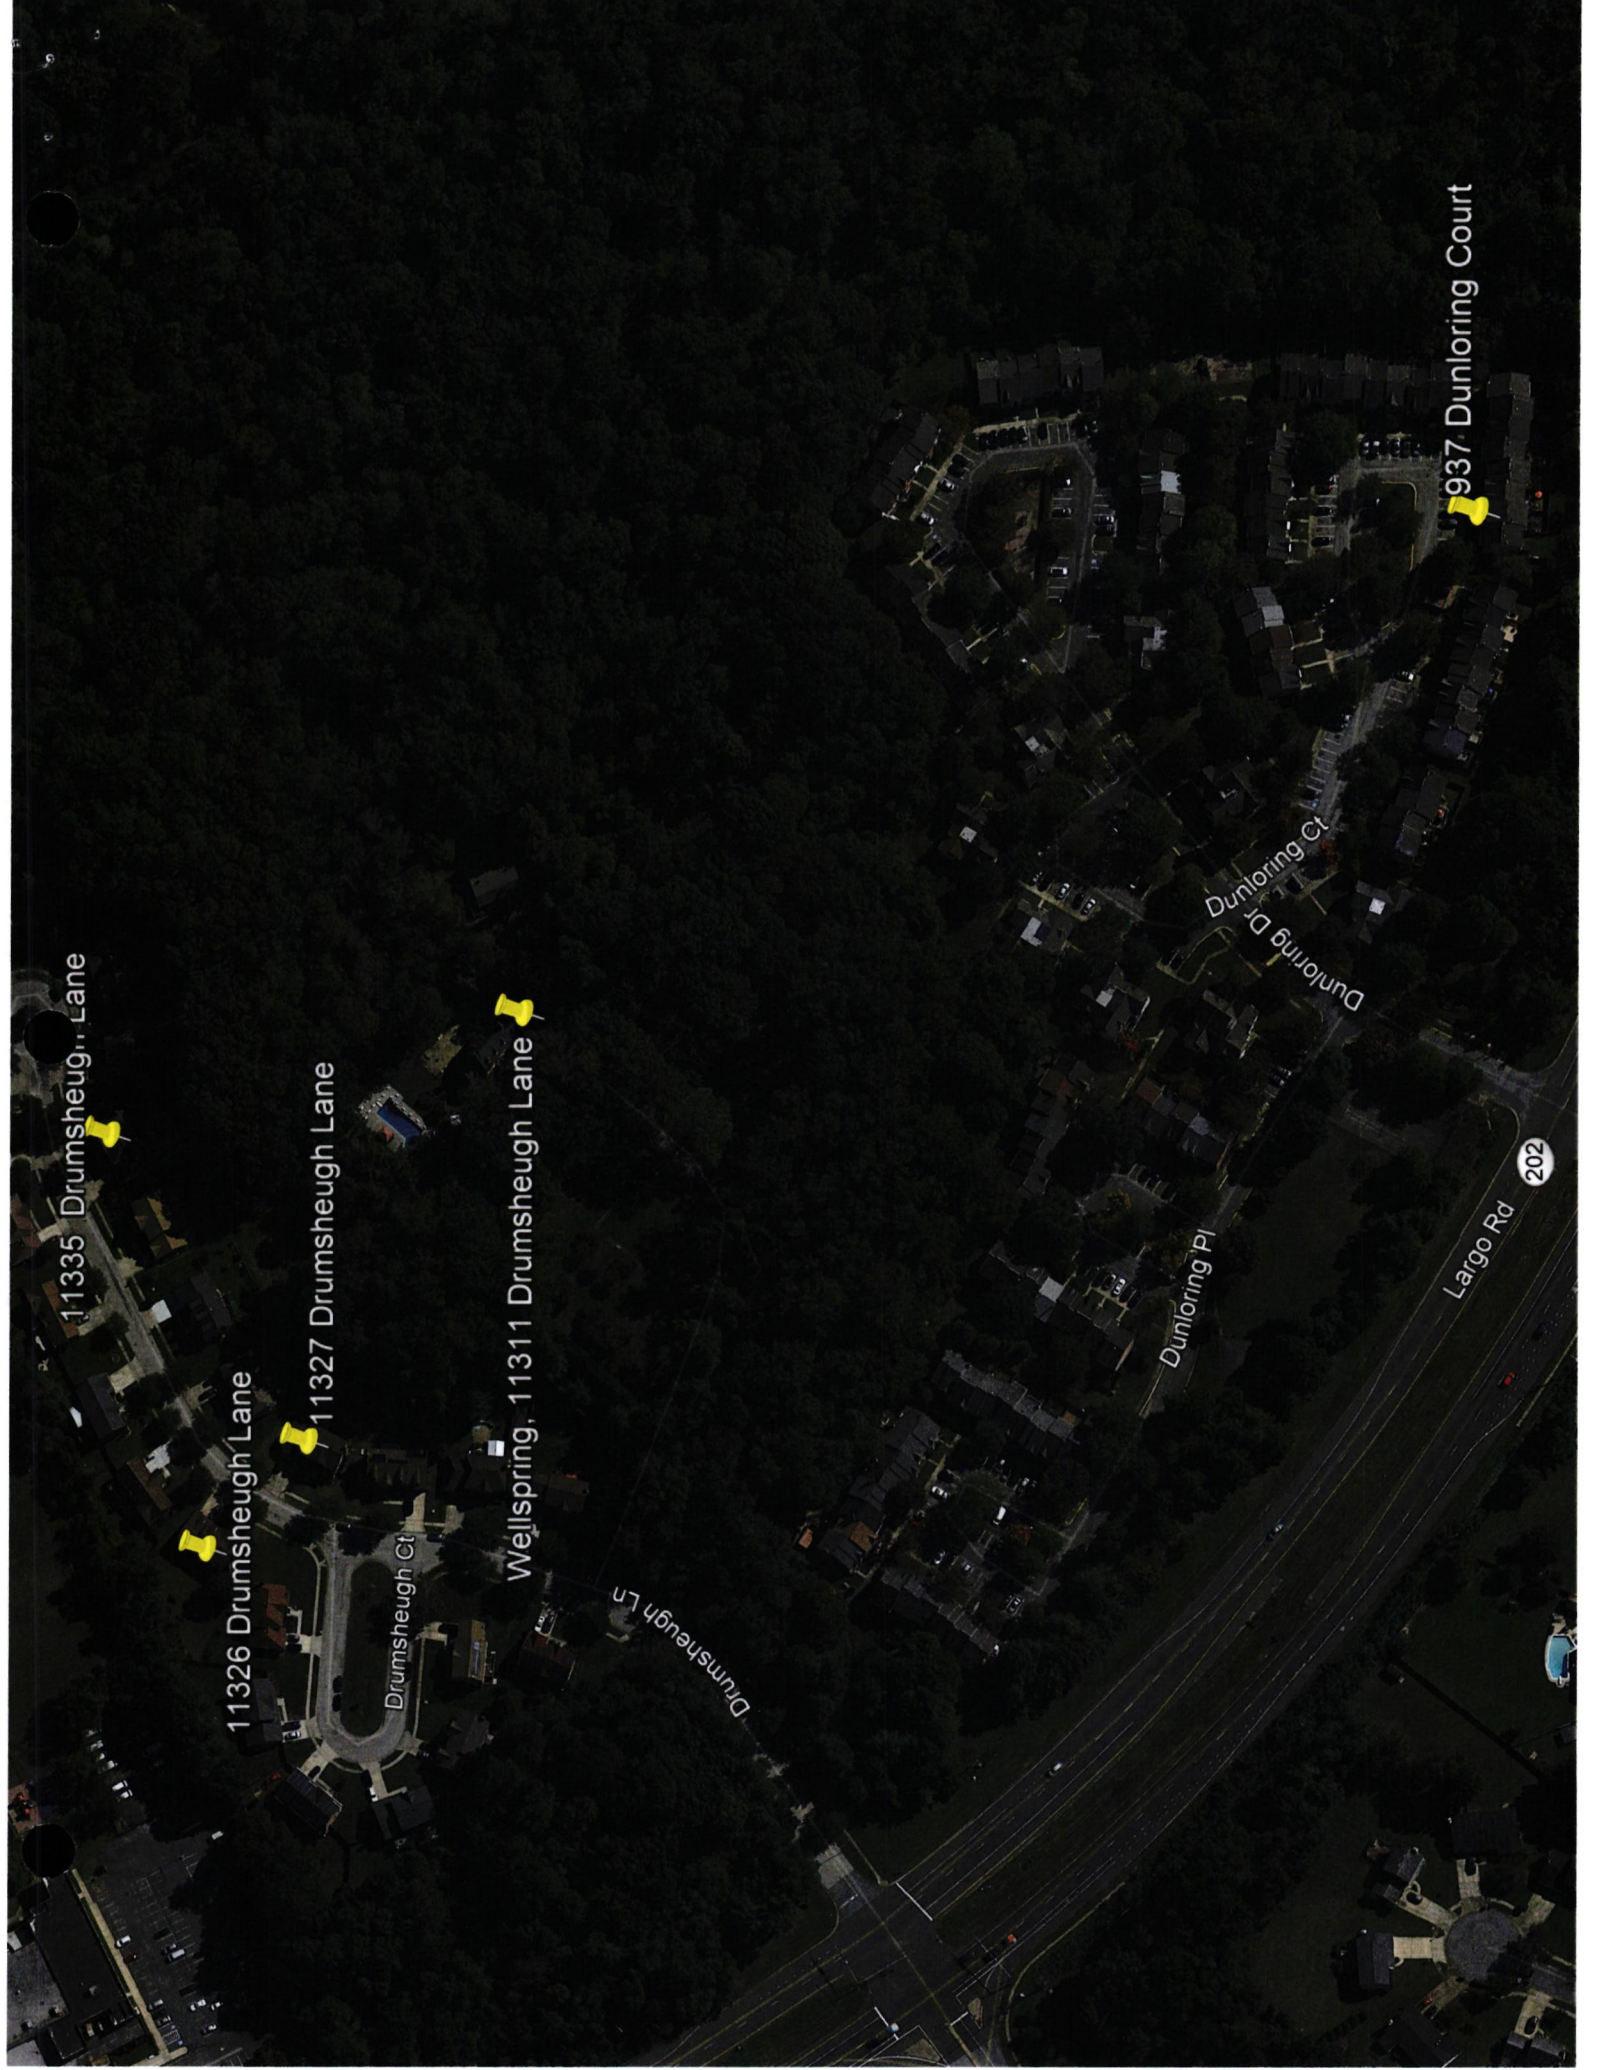 11335 Drumsheugh Lane
11326 Drumsheugh Lane
11327 Drumsheugh Lane
Drumsheugh Ct
Wellspring, 11311 Drumsheugh Lane
Drumsheugh Ln
Dunloring Pl
Dunloring Ct
Dunloring Dr
937 Dunloring Court
Largo Rd
202